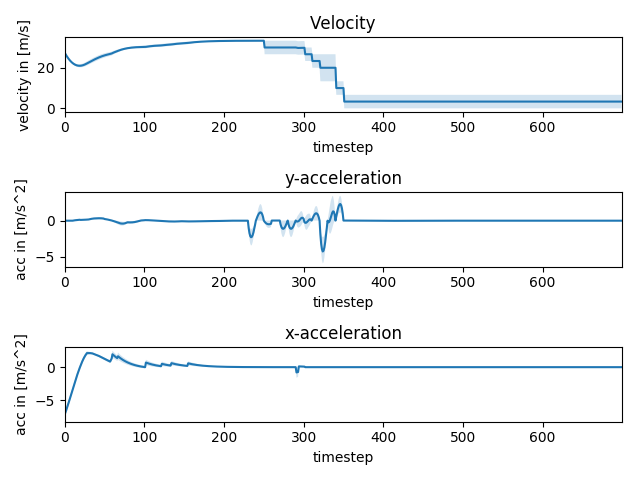 Velocity
velocity in [m/s]
20
0
0 100 200 300 400 500 600
timestep
y-acceleration
acc in [m/s^2]
0
−5
0 100 200 300 400 500 600
timestep
x-acceleration
acc in [m/s^2]
0
−5
0 100 200 300 400 500 600
timestep